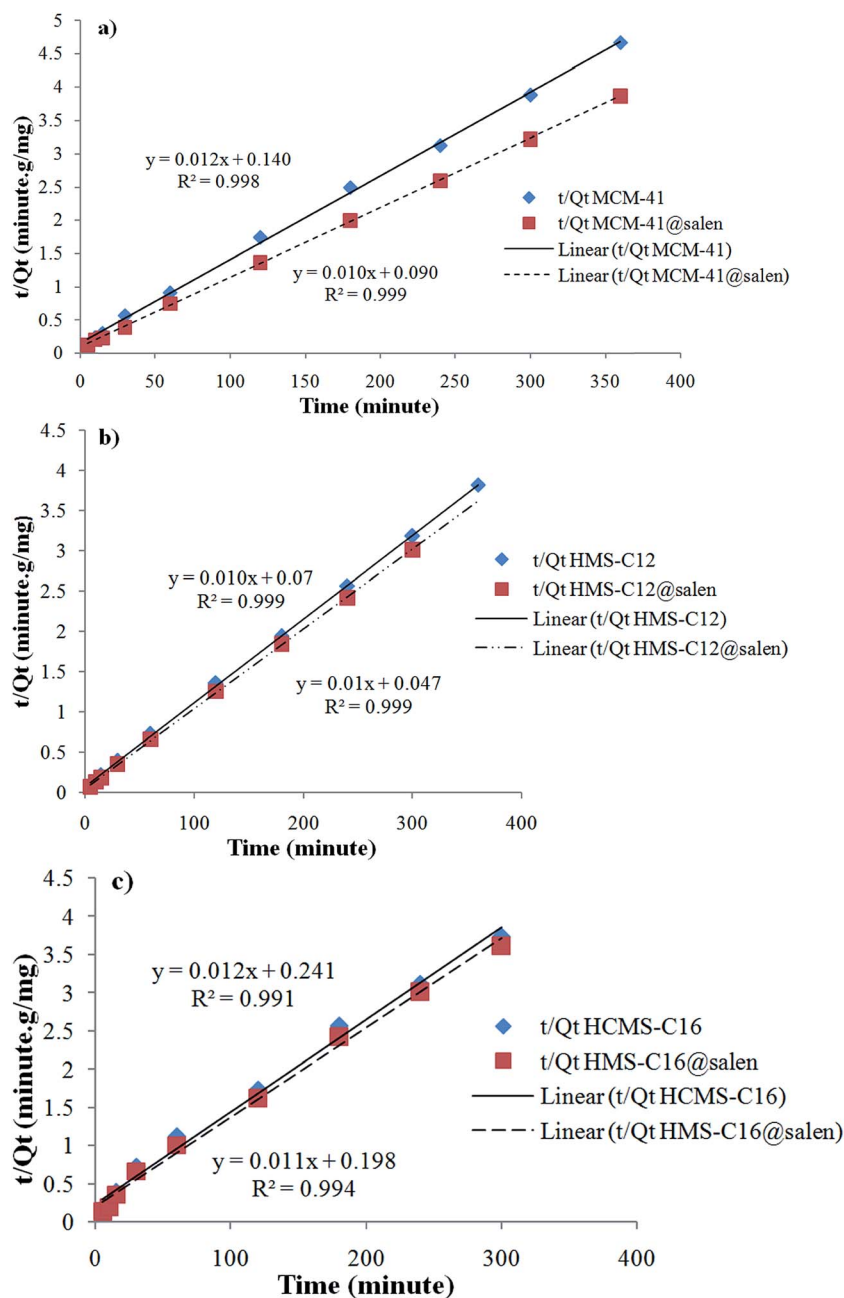 a)
5
4.5
4
3.5
3
2.5
2
1.5
1
0.5
0
t/Qt (minute.g/mg)
y = 0.012x + 0.140
R² = 0.998
y = 0.010x + 0.090
R² = 0.999
t/Qt MCM-41
t/Qt MCM-41@salen
Linear (t/Qt MCM-41)
Linear (t/Qt MCM-41@salen)
0 50 100 150 200 250 300 350 400
Time (minute)
b)
4.5
4
3.5
3
2.5
2
1.5
1
0.5
0
t/Qt (minute.g/mg)
y = 0.010x + 0.07
R² = 0.999
y = 0.01x + 0.047
R² = 0.999
t/Qt HMS-C12
t/Qt HMS-C12@salen
Linear (t/Qt HMS-C12)
Linear (t/Qt HMS-C12@salen)
0 100 200 300 400
Time (minute)
c)
4.5
4
3.5
3
2.5
2
1.5
1
0.5
0
t/Qt (minute.g/mg)
y = 0.012x + 0.241
R² = 0.991
y = 0.011x + 0.198
R² = 0.994
t/Qt HCMS-C16
t/Qt HMS-C16@salen
Linear (t/Qt HCMS-C16)
Linear (t/Qt HMS-C16@salen)
0 100 200 300 400
Time (minute)